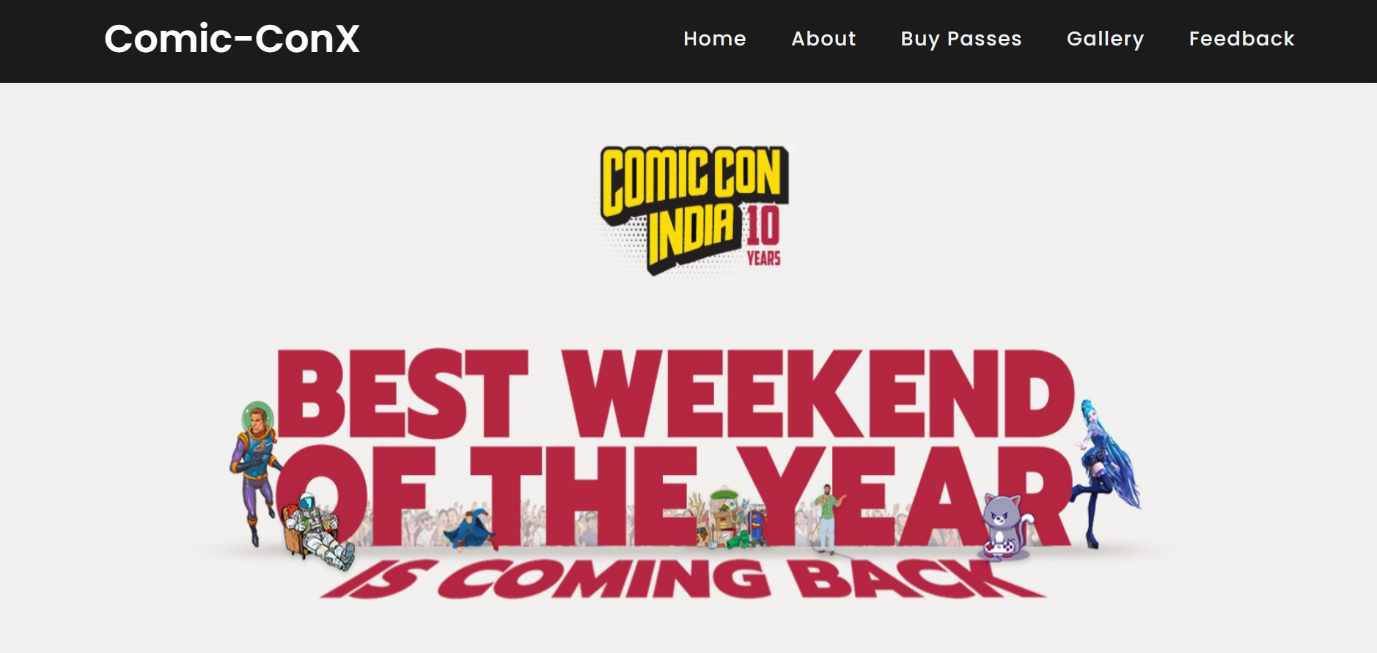 Comic-ConX
Home About Buy Passes Gallery Feedback
COMIC CON
INDIA 10
YEARS
BEST WEEKEND
OF THE YEAR
IS COMING BACK